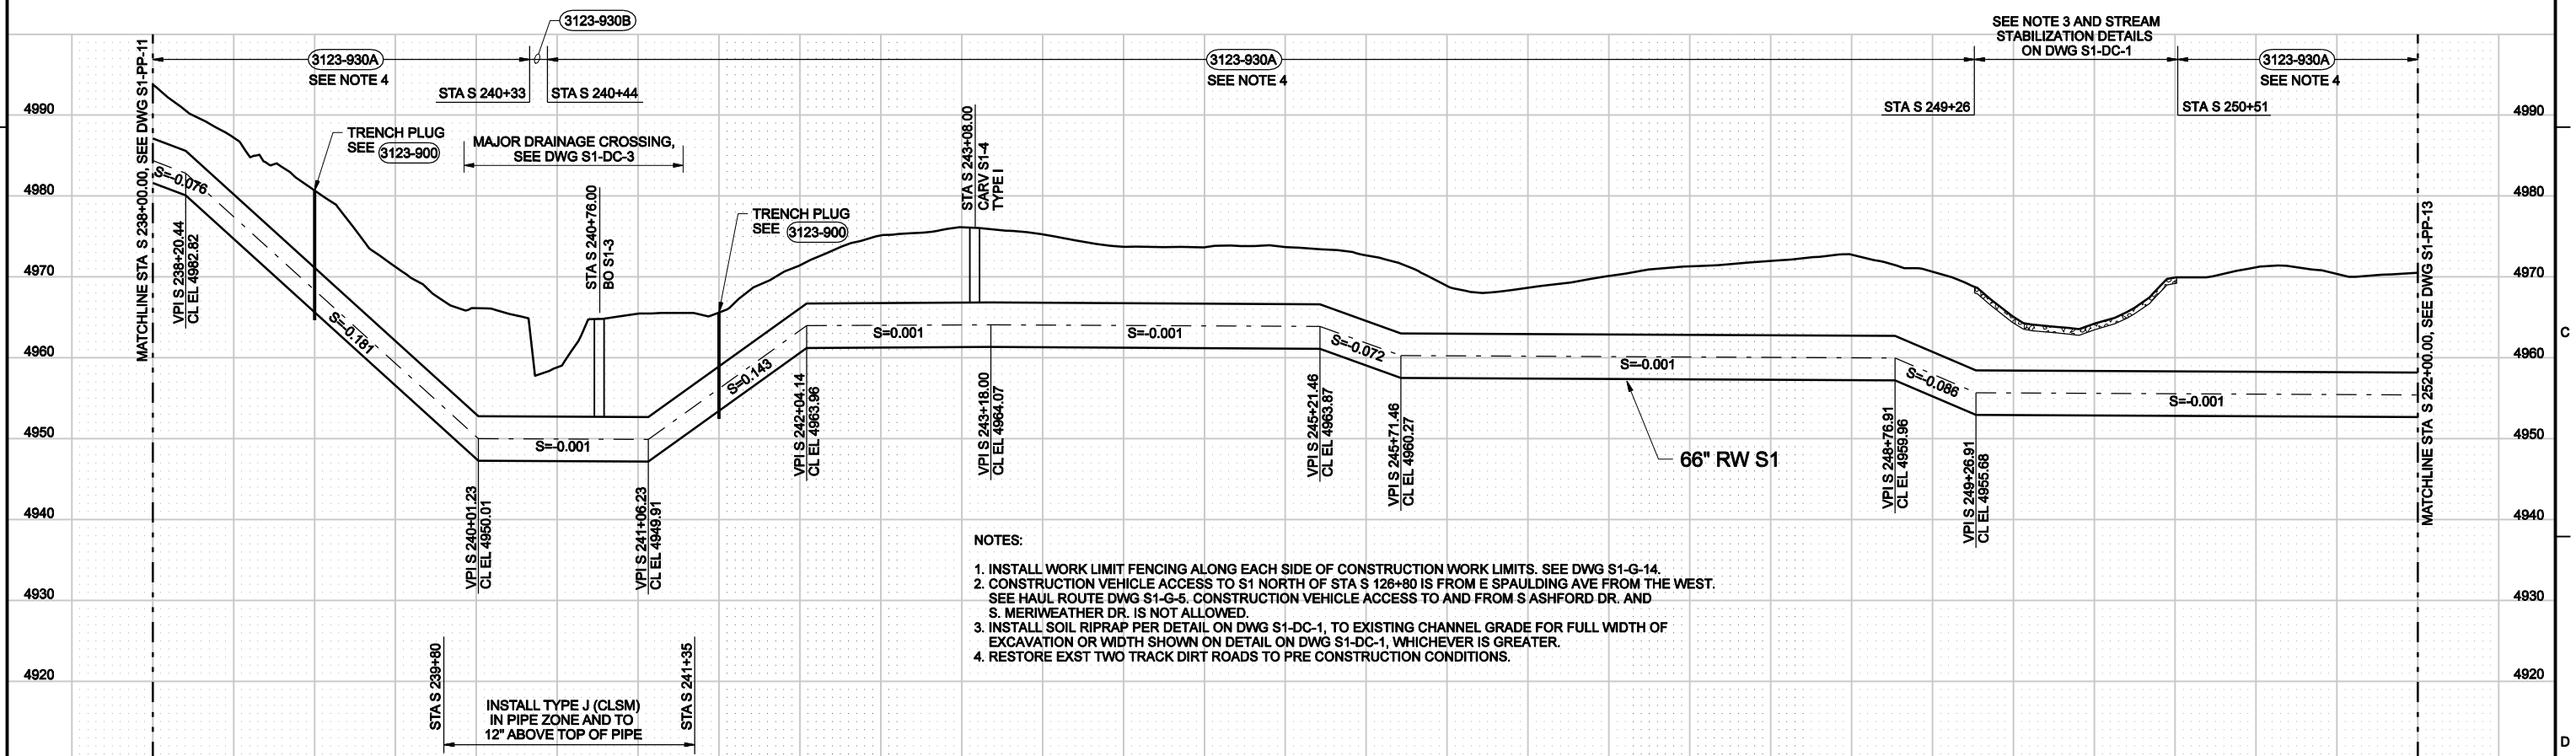 3123-930B
SEE NOTE 3 AND STREAM
STABILIZATION DETAILS
ON DWG S1-DC-1
3123-930A
SEE NOTE 4
3123-930A
SEE NOTE 4
3123-930A
SEE NOTE 4
STA S 240+33
STA S 240+44
STA S 249+26
STA S 250+51
MATCHLINE STA S 238+00.00, SEE DWG S1-PP-11
TRENCH PLUG
SEE 3123-900
MAJOR DRAINAGE CROSSING,
SEE DWG S1-DC-3
STA S 240+76.00
BO S1-3
TRENCH PLUG
SEE 3123-900
STA S 243+08.00
CARV S1-4
TYPE I
MATCHLINE STA S 252+00.00, SEE DWG S1-PP-13
4990
4980
4970
4960
4950
4940
4930
4920
4990
4980
4970
4960
4950
4940
4930
4920
C
D
S=-0.076
S=-0.181
S=-0.001
S=0.143
S=0.001
S=-0.001
S=-0.072
S=-0.001
S=-0.086
S=-0.001
VPI S 238+20.44
CL EL 4982.82
VPI S 240+01.23
CL EL 4950.01
VPI S 241+06.23
CL EL 4949.91
VPI S 242+04.14
CL EL 4963.96
VPI S 243+18.00
CL EL 4964.07
VPI S 245+21.46
CL EL 4963.87
VPI S 245+71.46
CL EL 4960.27
VPI S 248+76.91
CL EL 4959.96
VPI S 249+26.91
CL EL 4955.68
66" RW S1
NOTES:
1. INSTALL WORK LIMIT FENCING ALONG EACH SIDE OF CONSTRUCTION WORK LIMITS. SEE DWG S1-G-14.
2. CONSTRUCTION VEHICLE ACCESS TO S1 NORTH OF STA S 126+80 IS FROM E SPAULDING AVE FROM THE WEST.
SEE HAUL ROUTE DWG S1-G-5. CONSTRUCTION VEHICLE ACCESS TO AND FROM S ASHFORD DR. AND
S. MERIWEATHER DR. IS NOT ALLOWED.
3. INSTALL SOIL RIPRAP PER DETAIL ON DWG S1-DC-1, TO EXISTING CHANNEL GRADE FOR FULL WIDTH OF
EXCAVATION OR WIDTH SHOWN ON DETAIL ON DWG S1-DC-1, WHICHEVER IS GREATER.
4. RESTORE EXST TWO TRACK DIRT ROADS TO PRE CONSTRUCTION CONDITIONS.
STA S 239+80
STA S 241+35
INSTALL TYPE J (CLSM)
IN PIPE ZONE AND TO
12" ABOVE TOP OF PIPE